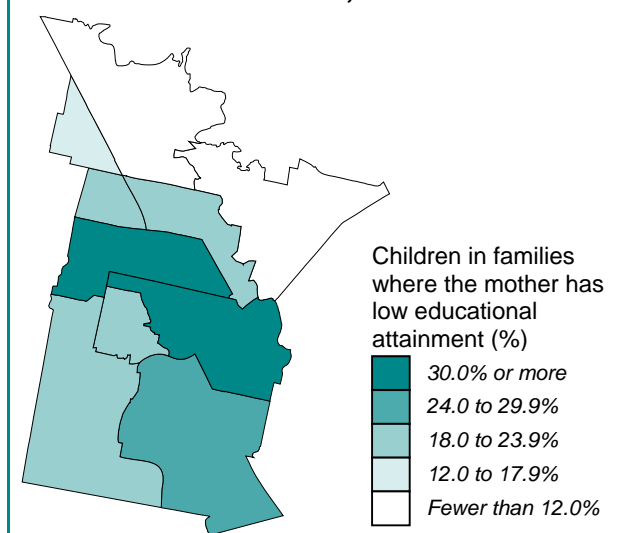 Children in families
where the mother has
low educational
attainment (%)
30.0% or more
24.0 to 29.9%
18.0 to 23.9%
12.0 to 17.9%
Fewer than 12.0%